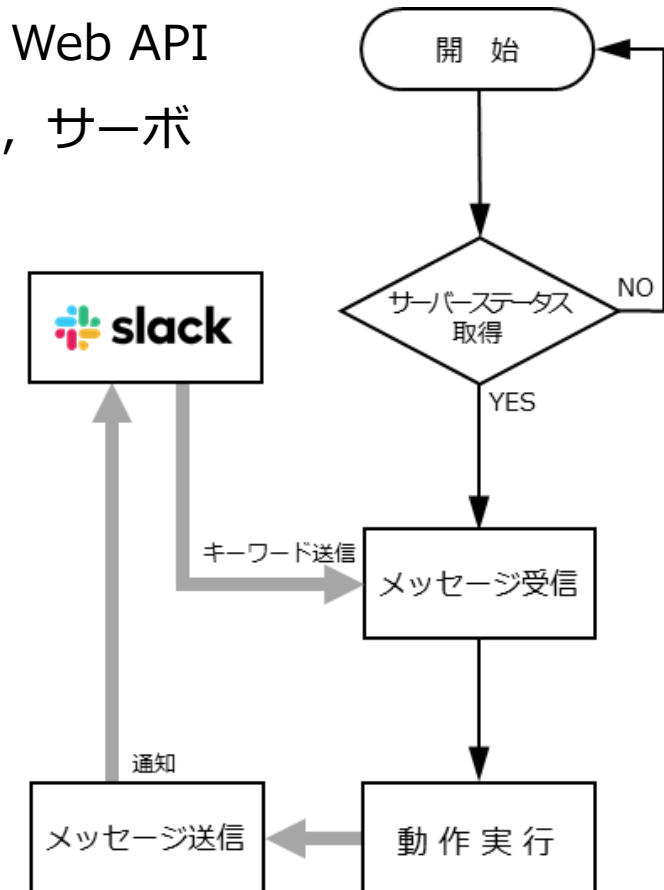 Web API
, サーボ
開 始
サーバーステータス
取得
NO
YES
slack
キーワード送信
メッセージ受信
通知
メッセージ送信
動 作 実 行